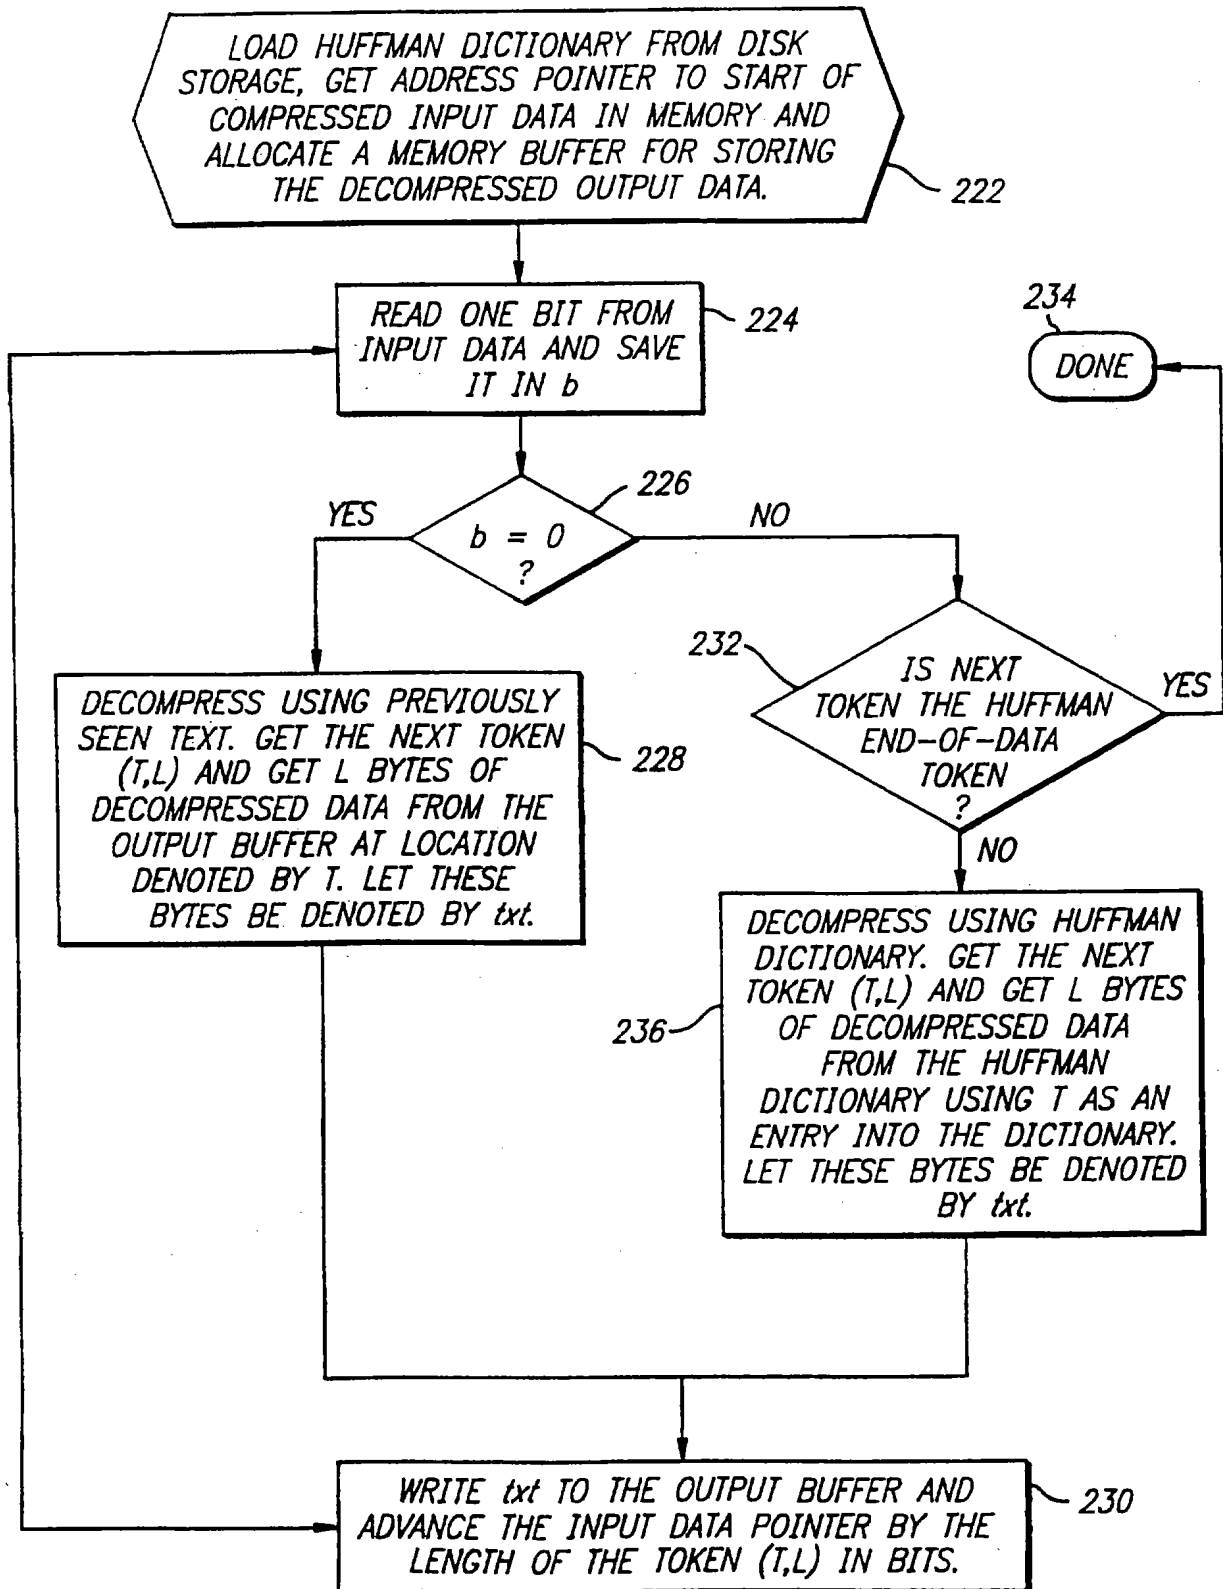 LOAD HUFFMAN DICTIONARY FROM DISK
STORAGE, GET ADDRESS POINTER TO START OF
COMPRESSED INPUT DATA IN MEMORY AND
ALLOCATE A MEMORY BUFFER FOR STORING
THE DECOMPRESSED OUTPUT DATA.
222
READ ONE BIT FROM
INPUT DATA AND SAVE
IT IN b
224
234
DONE
226
YES
b = 0
?
NO
232
IS NEXT
TOKEN THE HUFFMAN
END-OF-DATA
TOKEN
?
YES
NO
DECOMPRESS USING PREVIOUSLY
SEEN TEXT. GET THE NEXT TOKEN
(T,L) AND GET L BYTES OF
DECOMPRESSED DATA FROM THE
OUTPUT BUFFER AT LOCATION
DENOTED BY T. LET THESE
BYTES BE DENOTED BY txt.
228
DECOMPRESS USING HUFFMAN
DICTIONARY. GET THE NEXT
TOKEN (T,L) AND GET L BYTES
OF DECOMPRESSED DATA
FROM THE HUFFMAN
DICTIONARY USING T AS AN
ENTRY INTO THE DICTIONARY.
LET THESE BYTES BE DENOTED
BY txt.
236
WRITE txt TO THE OUTPUT BUFFER AND
ADVANCE THE INPUT DATA POINTER BY THE
LENGTH OF THE TOKEN (T,L) IN BITS.
230